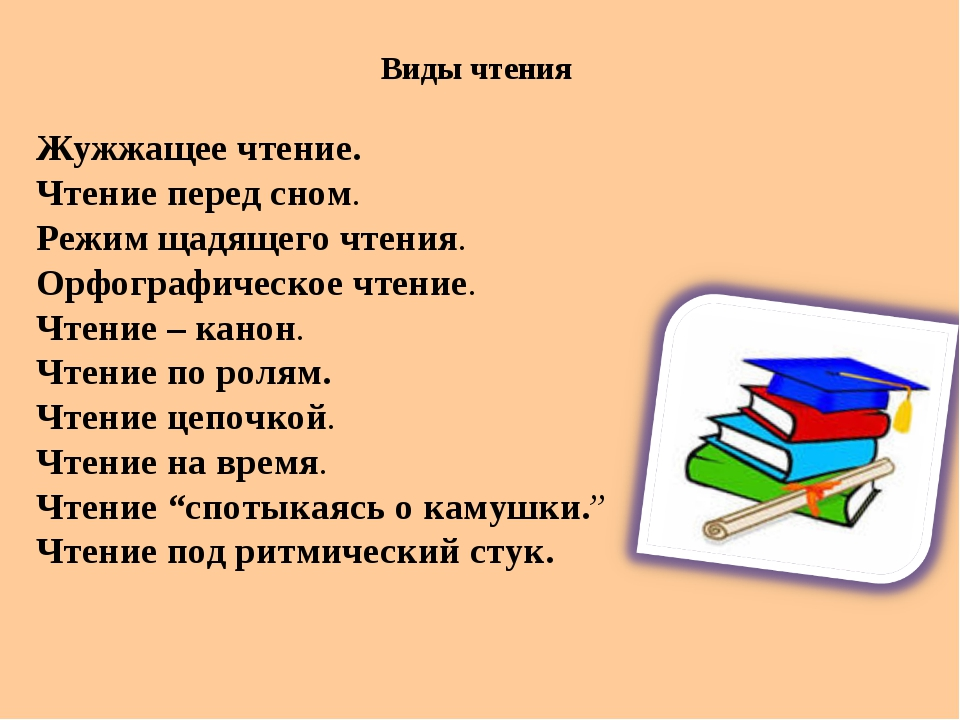 Виды чтения
Жужжащее чтение.
Чтение перед сном.
Режим щадящего чтения.
Орфографическое чтение.
Чтение – канон.
Чтение по ролям.
Чтение цепочкой.
Чтение на время.
Чтение “спотыкаясь о камушки.”
Чтение под ритмический стук.